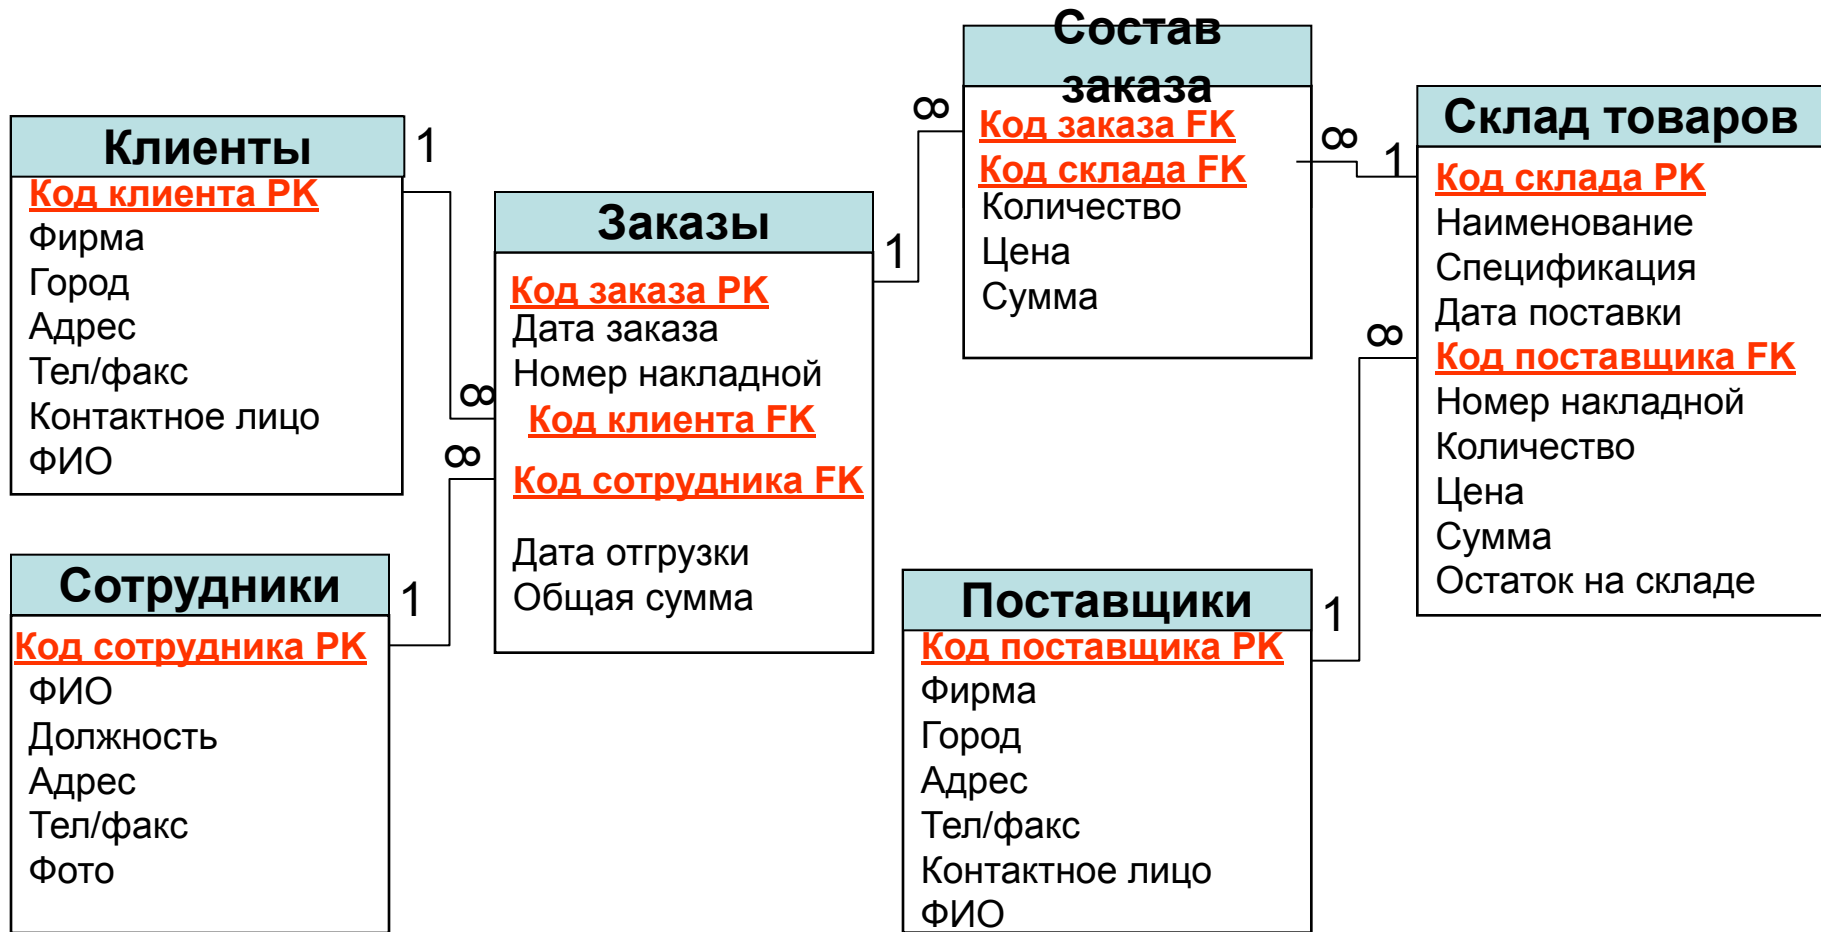 Клиенты
1
Код клиента PK
Фирма
Город
Адрес
Тел/факс
Контактное лицо
ФИО
∞
Сотрудники
1
Код сотрудника PK
ФИО
Должность
Адрес
Тел/факс
Фото
∞
Заказы
1
Код заказа PK
Дата заказа
Номер накладной
Код клиента FK
Код сотрудника FK
Дата отгрузки
Общая сумма
∞
Состав
заказа
Код заказа FK
Код склада FK
Количество
Цена
Сумма
∞
1
Поставщики
1
Код поставщика PK
Фирма
Город
Адрес
Тел/факс
Контактное лицо
ФИО
∞
Склад товаров
Код склада PK
Наименование
Спецификация
Дата поставки
Код поставщика FK
Номер накладной
Количество
Цена
Сумма
Остаток на складе